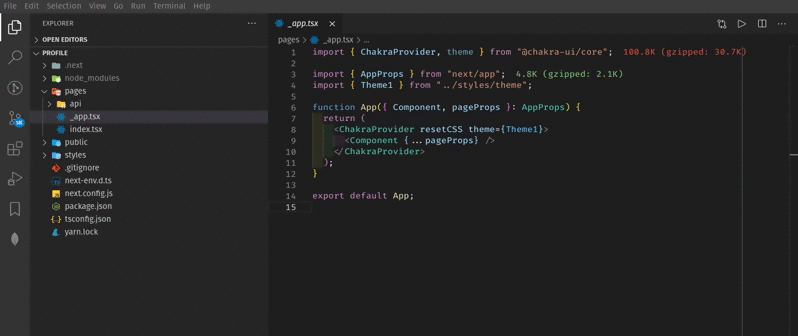 File Edit Selection View Go Run Terminal Help
EXPLORER
OPEN EDITORS
PROFILE
.next
node_modules
pages
api
_app.tsx
index.tsx
public
styles
.gitignore
next-env.d.ts
next.config.js
package.json
tsconfig.json
yarn.lock
_app.tsx
pages > _app.tsx > ...
1 import { ChakraProvider, theme } from "@chakra-ui/core"; 100.8K (gzipped: 30.7K)
2
3 import { AppProps } from "next/app"; 4.8K (gzipped: 2.1K)
4 import { Theme1 } from "../styles/theme";
5
6 function App({ Component, pageProps }: AppProps) {
7 return (
8 <ChakraProvider resetCSS theme={Theme1}>
9 <Component {...pageProps} />
10 </ChakraProvider>
11 );
12 }
13
14 export default App;
15